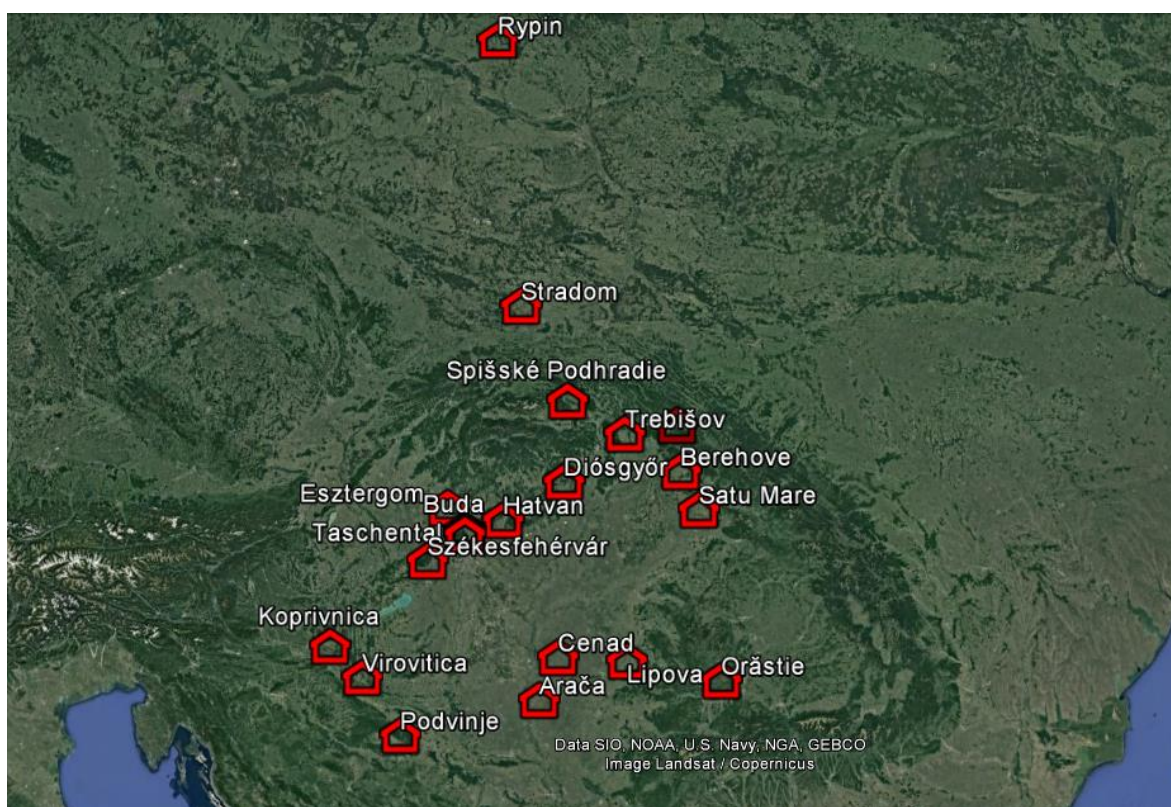 Rypin
Stradom
Spišské Podhradie
Trebišov
Berehove
Diósgyőr
Satu Mare
Esztergom
Buda
Hatvan
Taschental
Székesfehérvár
Koprivnica
Virovitica
Cenad
Lipova
Orăstie
Arača
Podvinje
Data SIO, NOAA, U.S. Navy, NGA, GEBCO
Image Landsat / Copernicus